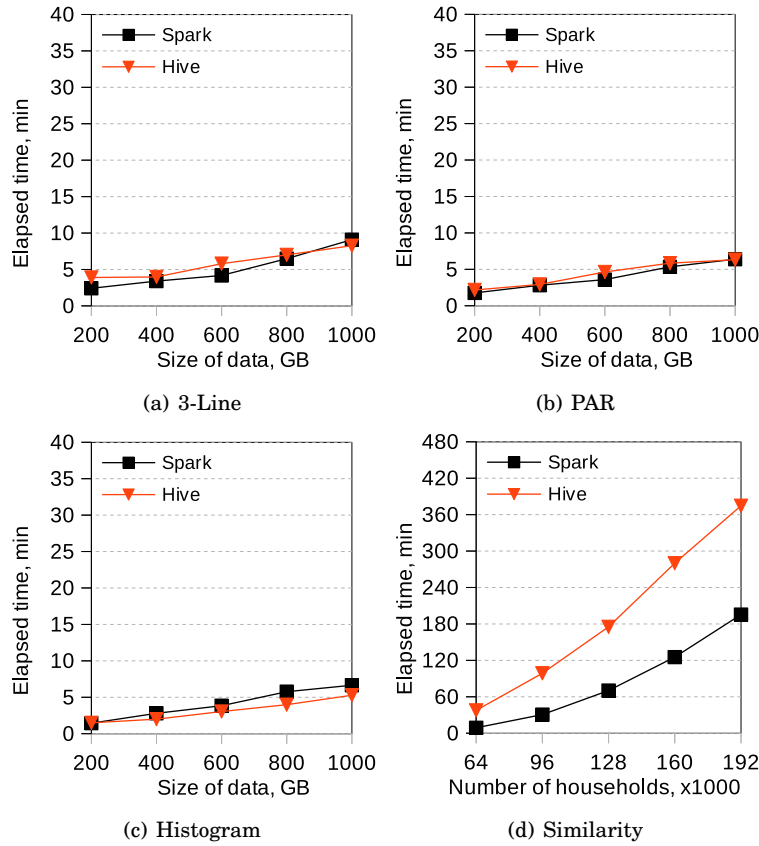 40
35
30
25
20
15
10
5
0
Elapsed time, min
Spark
Hive
200 400 600 800 1000
Size of data, GB
(a) 3-Line
40
35
30
25
20
15
10
5
0
Elapsed time, min
Spark
Hive
200 400 600 800 1000
Size of data, GB
(b) PAR
40
35
30
25
20
15
10
5
0
Elapsed time, min
Spark
Hive
200 400 600 800 1000
Size of data, GB
(c) Histogram
480
420
360
300
240
180
120
60
0
Elapsed time, min
Spark
Hive
64 96 128 160 192
Number of households, x1000
(d) Similarity